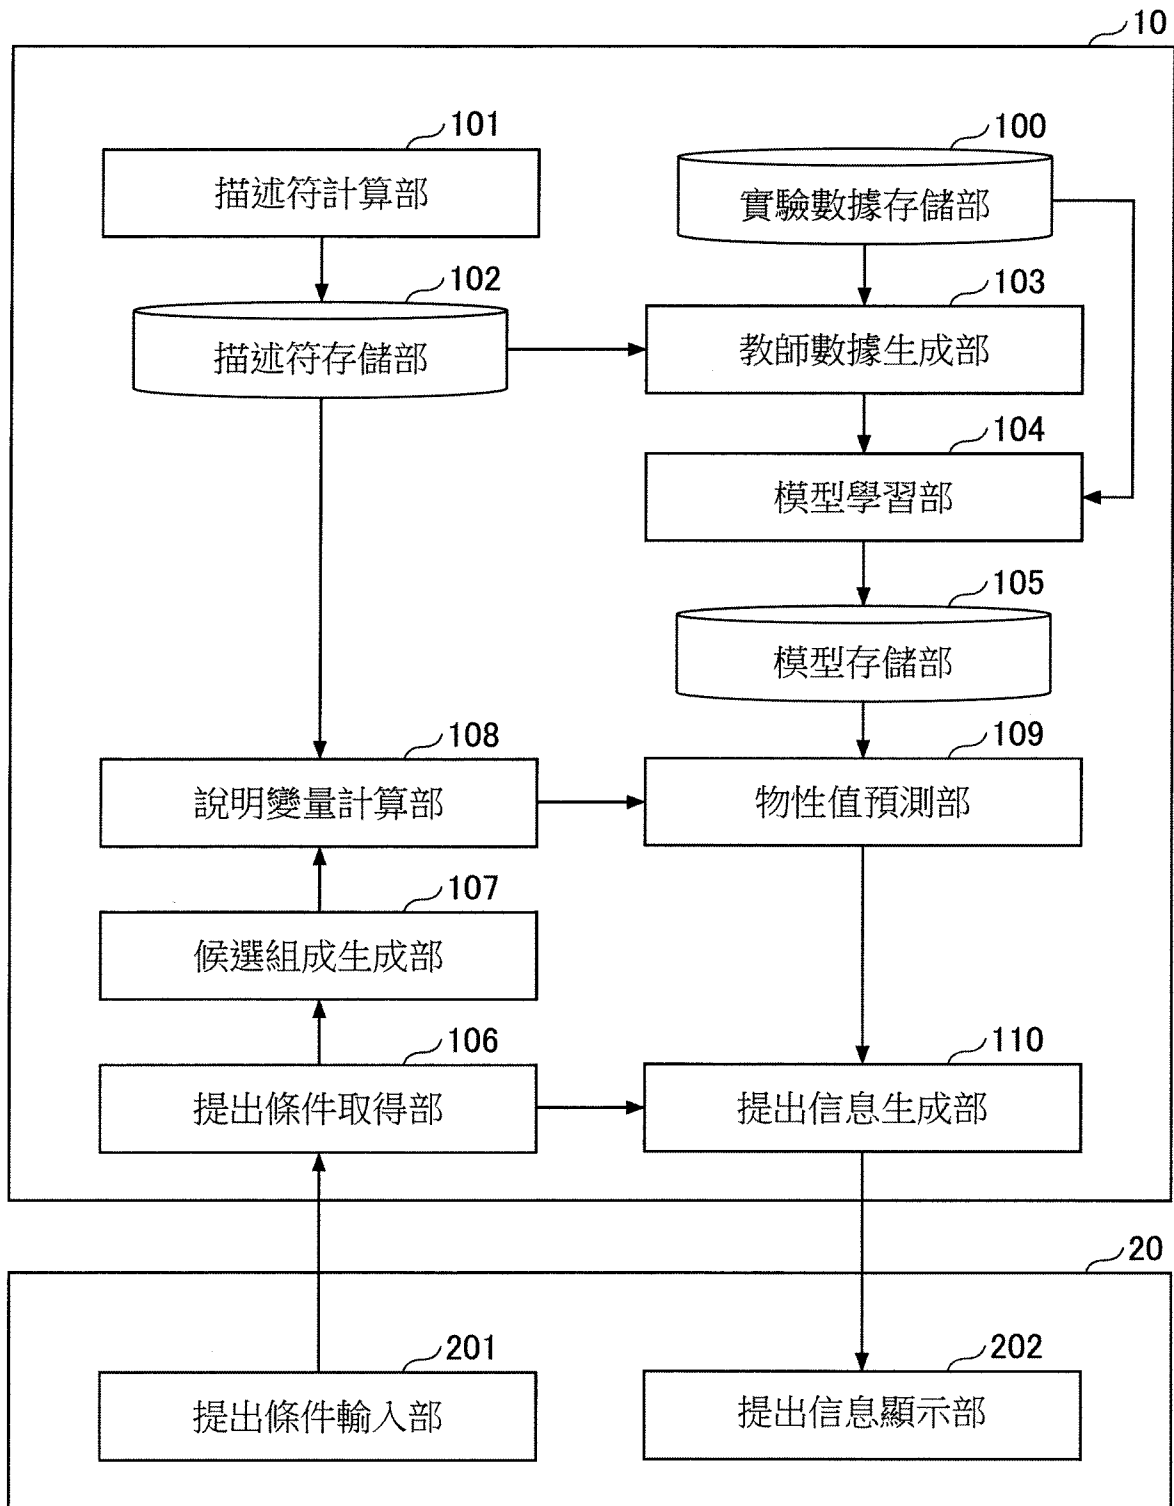 10
101
描述符計算部
100
實驗數據存儲部
102
描述符存儲部
103
教師數據生成部
104
模型學習部
105
模型存儲部
108
說明變量計算部
109
物性值預測部
107
候選組成生成部
106
提出條件取得部
110
提出信息生成部
20
201
提出條件輸入部
202
提出信息顯示部